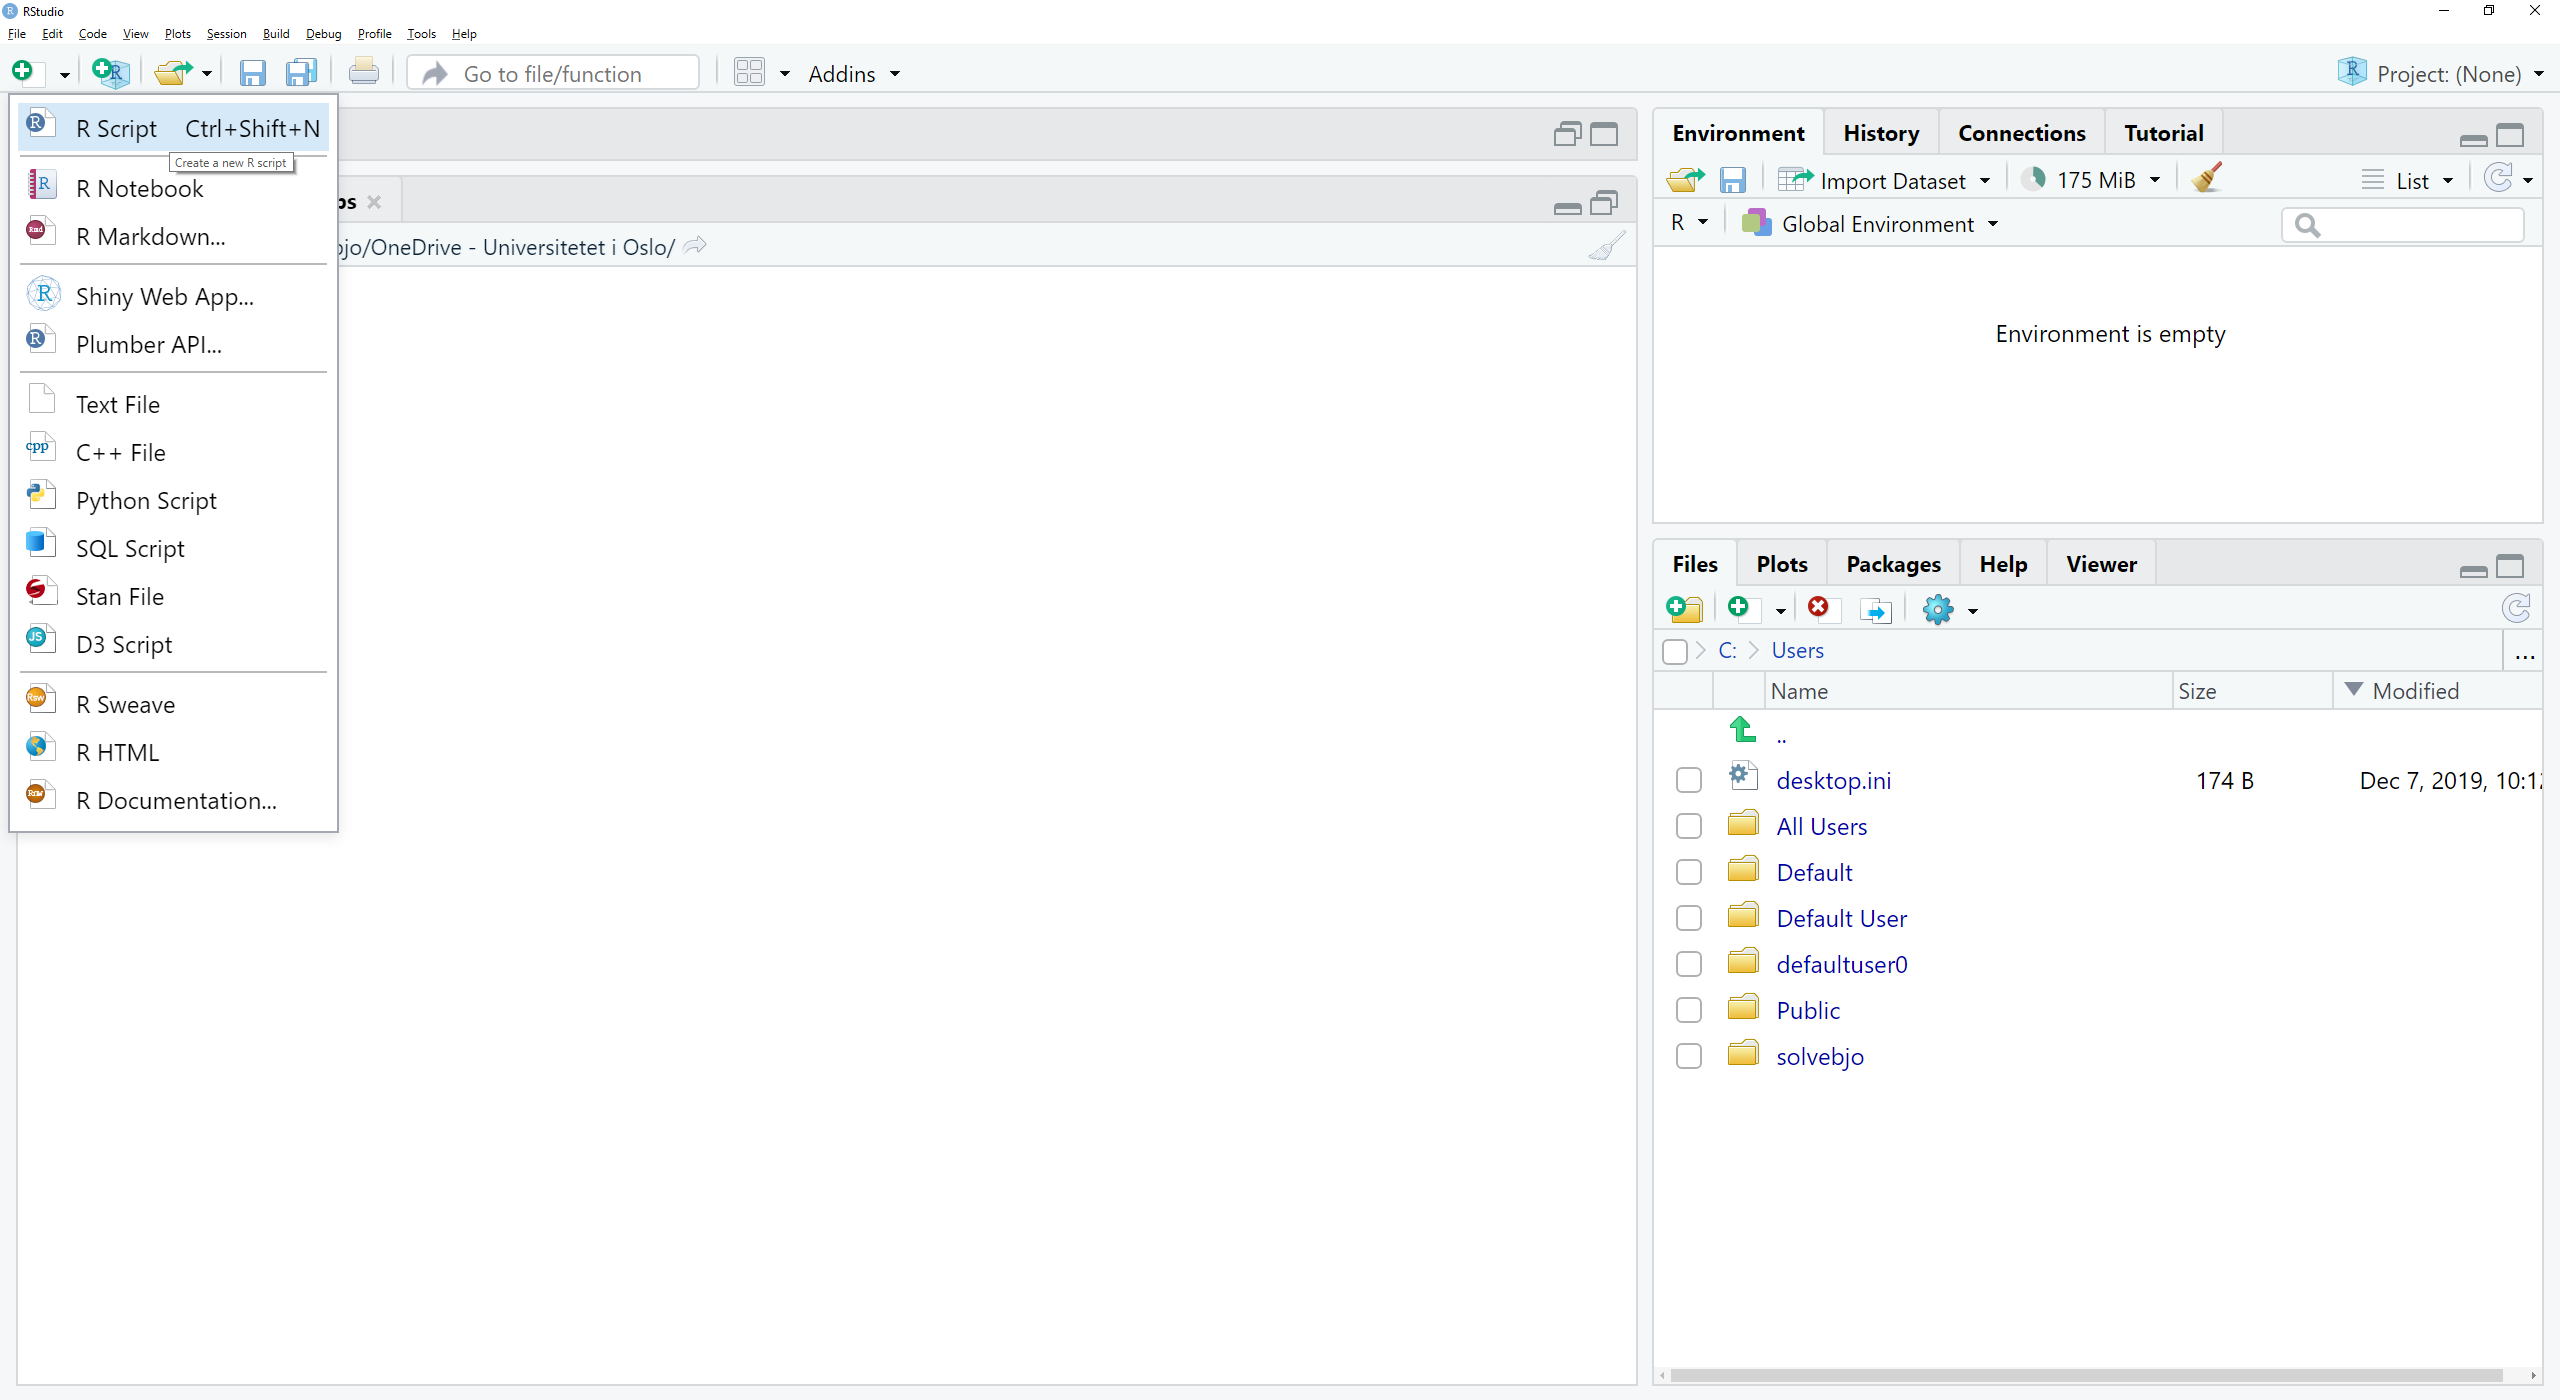 RStudio
File Edit Code View Plots Session Build Debug Profile Tools Help
Go to file/function Addins Project: (None)
R Script Ctrl+Shift+N
Create a new R script
R Notebook
R Markdown...
Shiny Web App...
Plumber API...
Text File
C++ File
Python Script
SQL Script
Stan File
D3 Script
R Sweave
R HTML
R Documentation...
bs
jo/OneDrive - Universitetet i Oslo/
Environment History Connections Tutorial
Import Dataset 175 MiB List
R Global Environment
Environment is empty
Files Plots Packages Help Viewer
C: Users ...
Name Size Modified
..
desktop.ini 174 B Dec 7, 2019, 10:1
All Users
Default
Default User
defaultuser0
Public
solvebjo